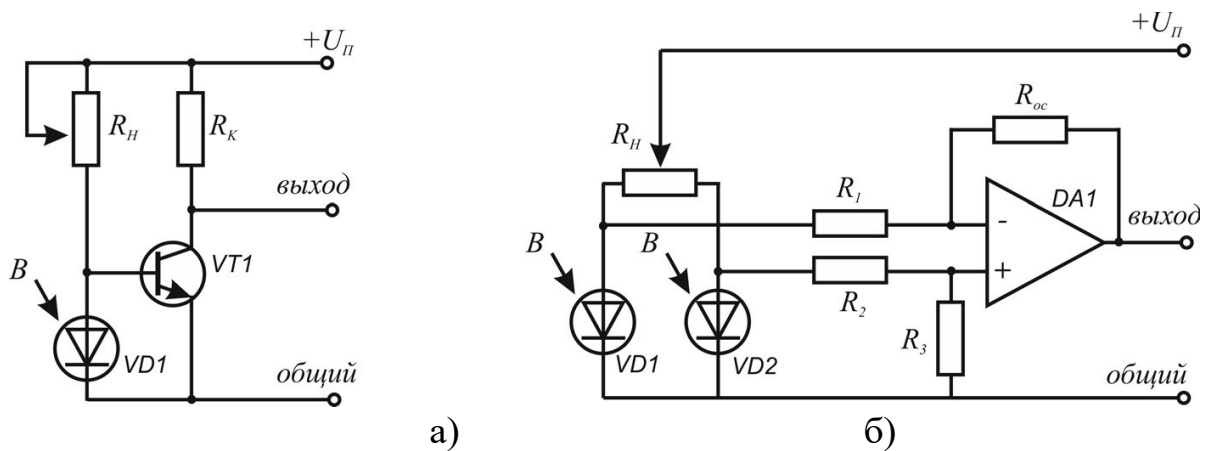 +U_П
R_Н
R_К
выход
B
VT1
VD1
общий
а)
+U_П
R_Н
R_ос
R_1
DA1
-
выход
B
B
+
R_2
R_3
VD1
VD2
общий
б)